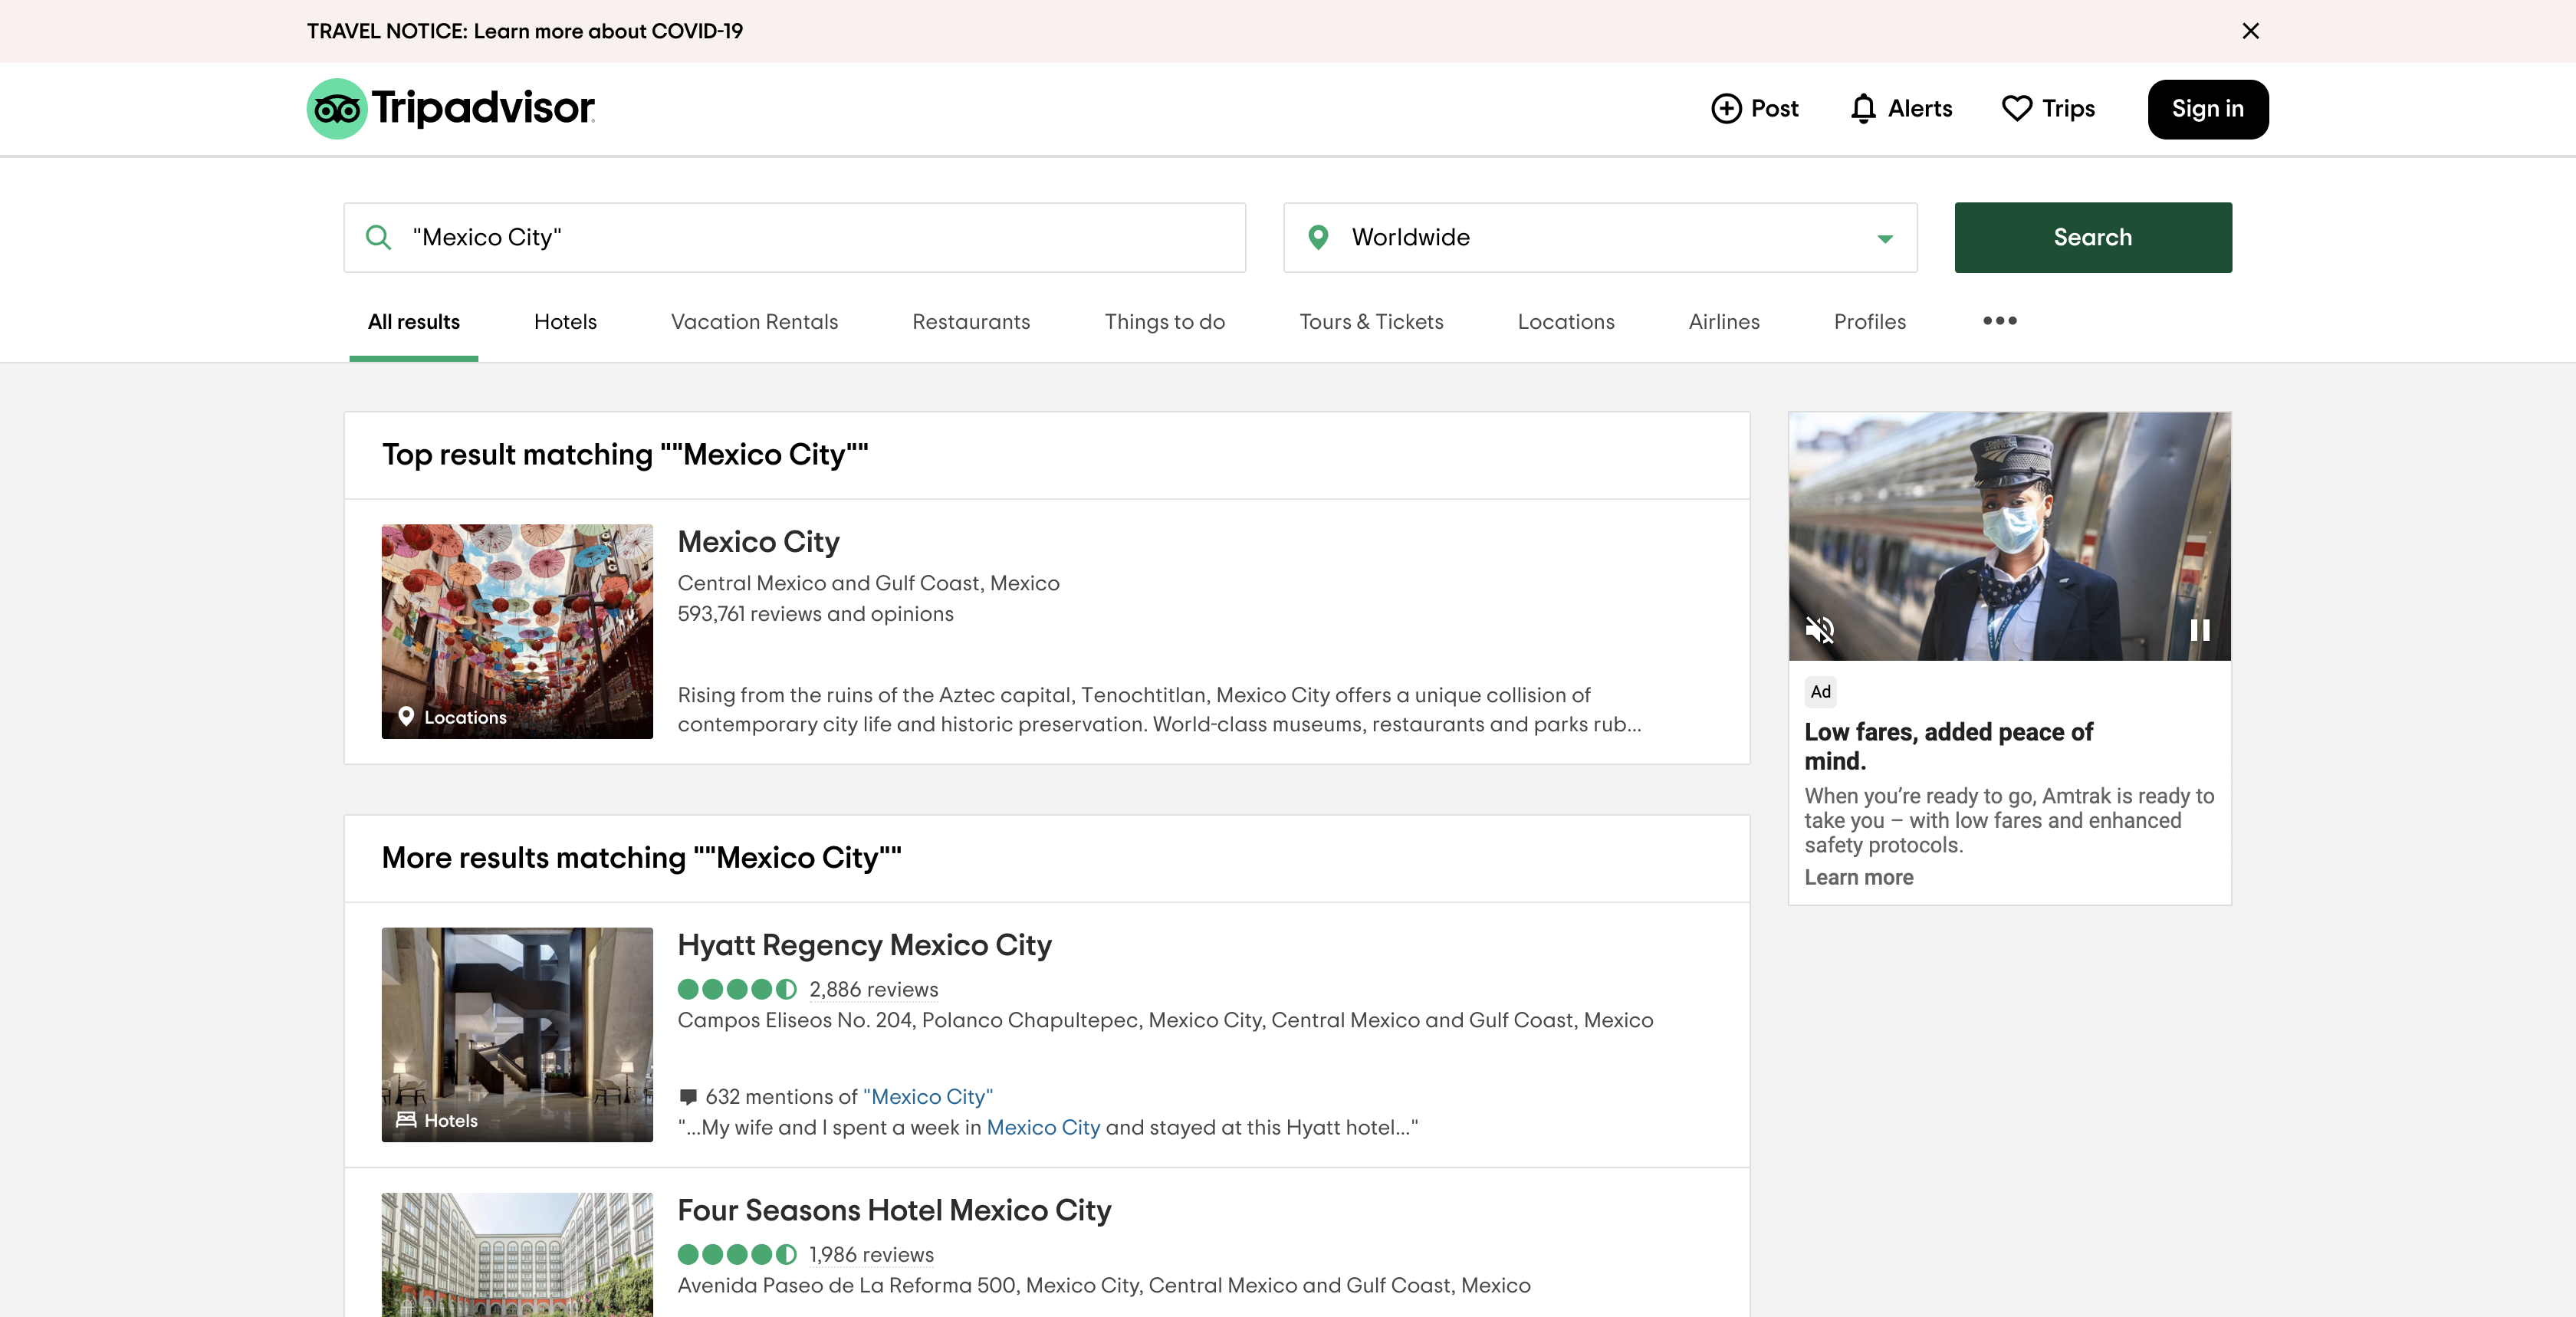 TRAVEL NOTICE: Learn more about COVID-19
Tripadvisor
Post
Alerts
Trips
Sign in
"Mexico City"
Worldwide
Search
All results
Hotels
Vacation Rentals
Restaurants
Things to do
Tours & Tickets
Locations
Airlines
Profiles
Top result matching ""Mexico City""
Locations
Mexico City
Central Mexico and Gulf Coast, Mexico
593,761 reviews and opinions
Rising from the ruins of the Aztec capital, Tenochtitlan, Mexico City offers a unique collision of
contemporary city life and historic preservation. World-class museums, restaurants and parks rub...
Ad
Low fares, added peace of
mind.
When you’re ready to go, Amtrak is ready to
take you – with low fares and enhanced
safety protocols.
Learn more
More results matching ""Mexico City""
Hotels
Hyatt Regency Mexico City
2,886 reviews
Campos Eliseos No. 204, Polanco Chapultepec, Mexico City, Central Mexico and Gulf Coast, Mexico
632 mentions of "Mexico City"
"...My wife and I spent a week in Mexico City and stayed at this Hyatt hotel..."
Four Seasons Hotel Mexico City
1,986 reviews
Avenida Paseo de La Reforma 500, Mexico City, Central Mexico and Gulf Coast, Mexico